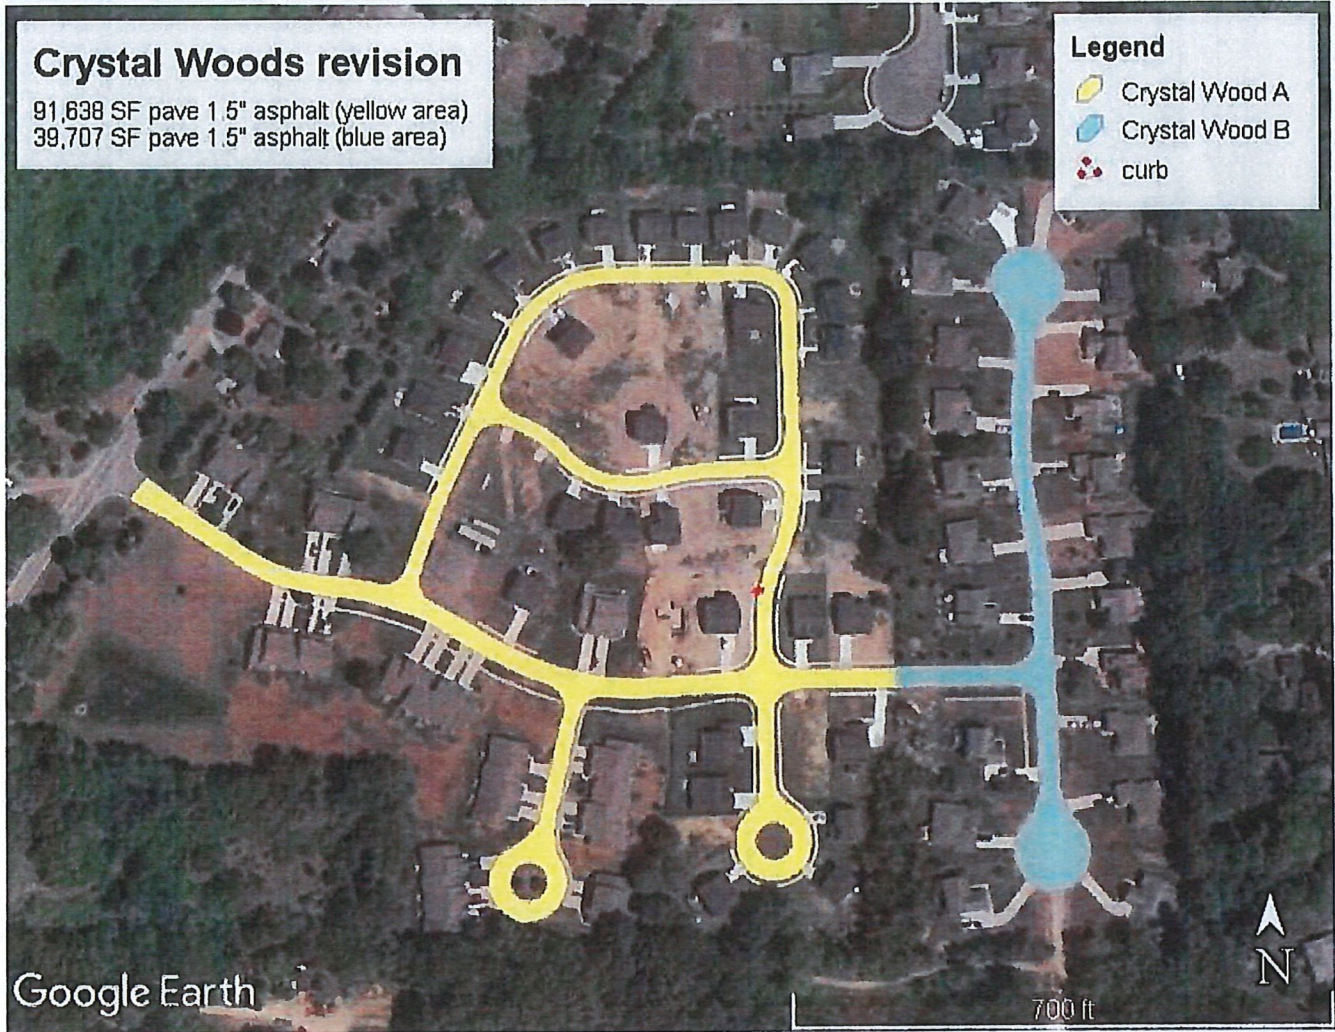 Crystal Woods revision
91,638 SF pave 1.5" asphalt (yellow area)
39,707 SF pave 1.5" asphalt (blue area)
Legend
Crystal Wood A
Crystal Wood B
curb
Google Earth
N
700 ft